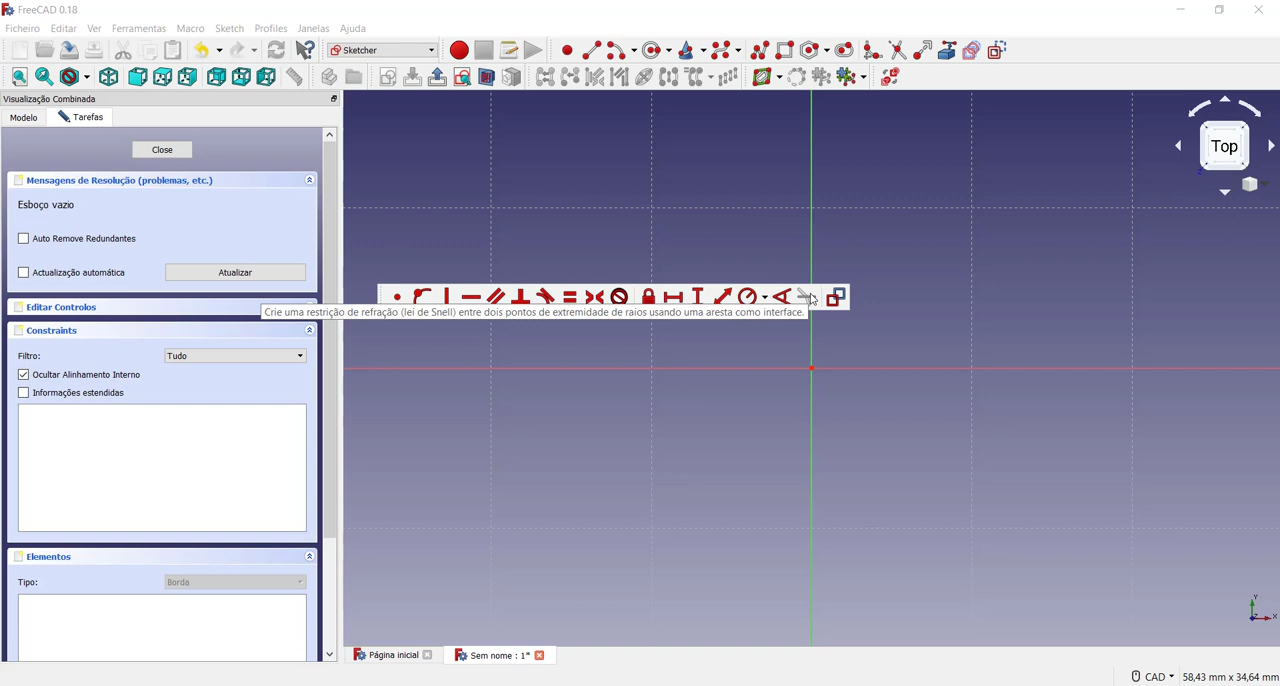 FreeCAD 0.18
Ficheiro Editar Ver Ferramentas Macro Sketch Profiles Janelas Ajuda
Sketcher
Visualização Combinada
Modelo Tarefas
Close
Mensagens de Resolução (problemas, etc.)
Esboço vazio
Auto Remove Redundantes
Actualização automática Atualizar
Editar Controlos
Crie uma restrição de refração (lei de Snell) entre dois pontos de extremidade de raios usando uma aresta como interface.
Constraints
Filtro: Tudo
Ocultar Alinhamento Interno
Informações estendidas
Elementos
Tipo: Borda
Top
Z
Y
X
Z
Página inicial Sem nome : 1*
CAD 58,43 mm x 34,64 mm